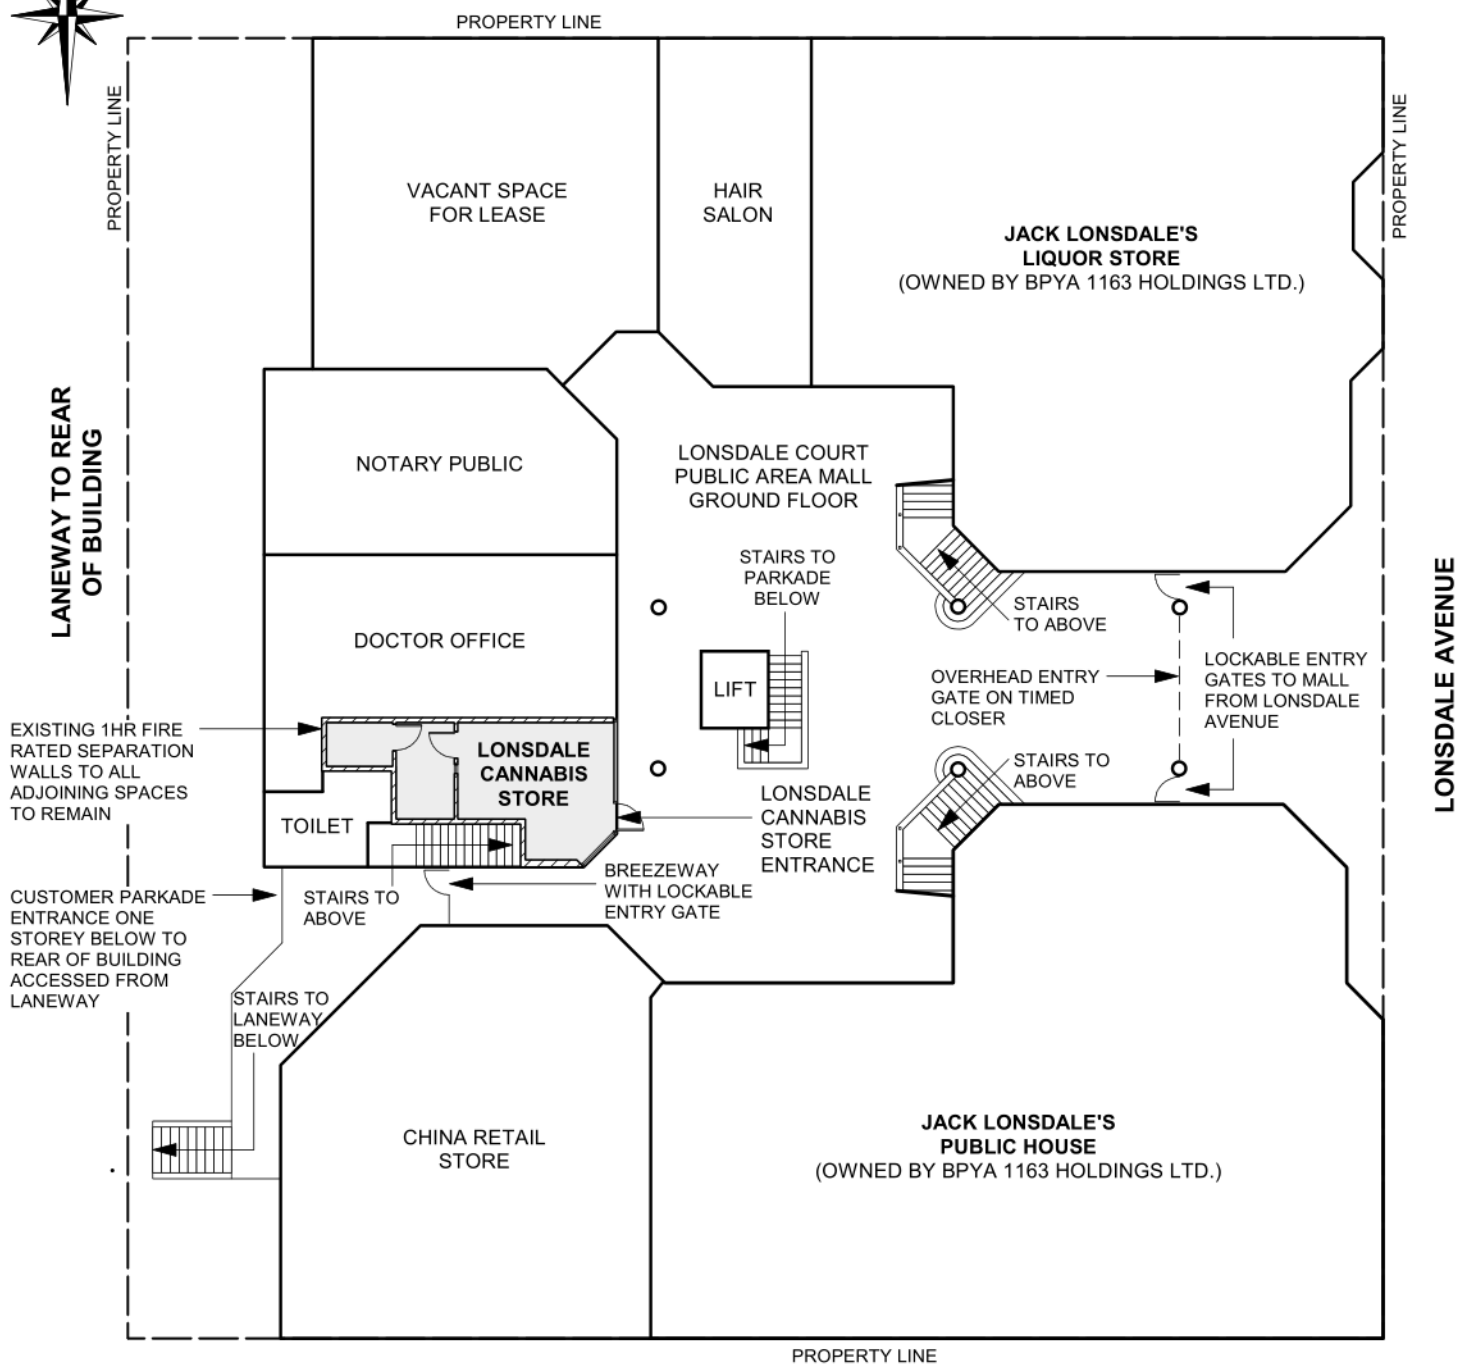 PROPERTY LINE
PROPERTY LINE
PROPERTY LINE
VACANT SPACE
FOR LEASE
HAIR
SALON
JACK LONSDALE'S
LIQUOR STORE
(OWNED BY BPYA 1163 HOLDINGS LTD.)
LANEWAY TO REAR
OF BUILDING
NOTARY PUBLIC
LONSDALE COURT
PUBLIC AREA MALL
GROUND FLOOR
STAIRS TO
PARKADE
BELOW
STAIRS
TO ABOVE
DOCTOR OFFICE
LIFT
OVERHEAD ENTRY
GATE ON TIMED
CLOSER
LOCKABLE ENTRY
GATES TO MALL
FROM LONSDALE
AVENUE
LONSDALE AVENUE
EXISTING 1HR FIRE
RATED SEPARATION
WALLS TO ALL
ADJOINING SPACES
TO REMAIN
LONSDALE
CANNABIS
STORE
STAIRS TO
ABOVE
TOILET
LONSDALE
CANNABIS
STORE
ENTRANCE
CUSTOMER PARKADE
ENTRANCE ONE
STOREY BELOW TO
REAR OF BUILDING
ACCESSED FROM
LANEWAY
STAIRS TO
ABOVE
BREEZEWAY
WITH LOCKABLE
ENTRY GATE
STAIRS TO
LANEWAY
BELOW
CHINA RETAIL
STORE
JACK LONSDALE'S
PUBLIC HOUSE
(OWNED BY BPYA 1163 HOLDINGS LTD.)
PROPERTY LINE